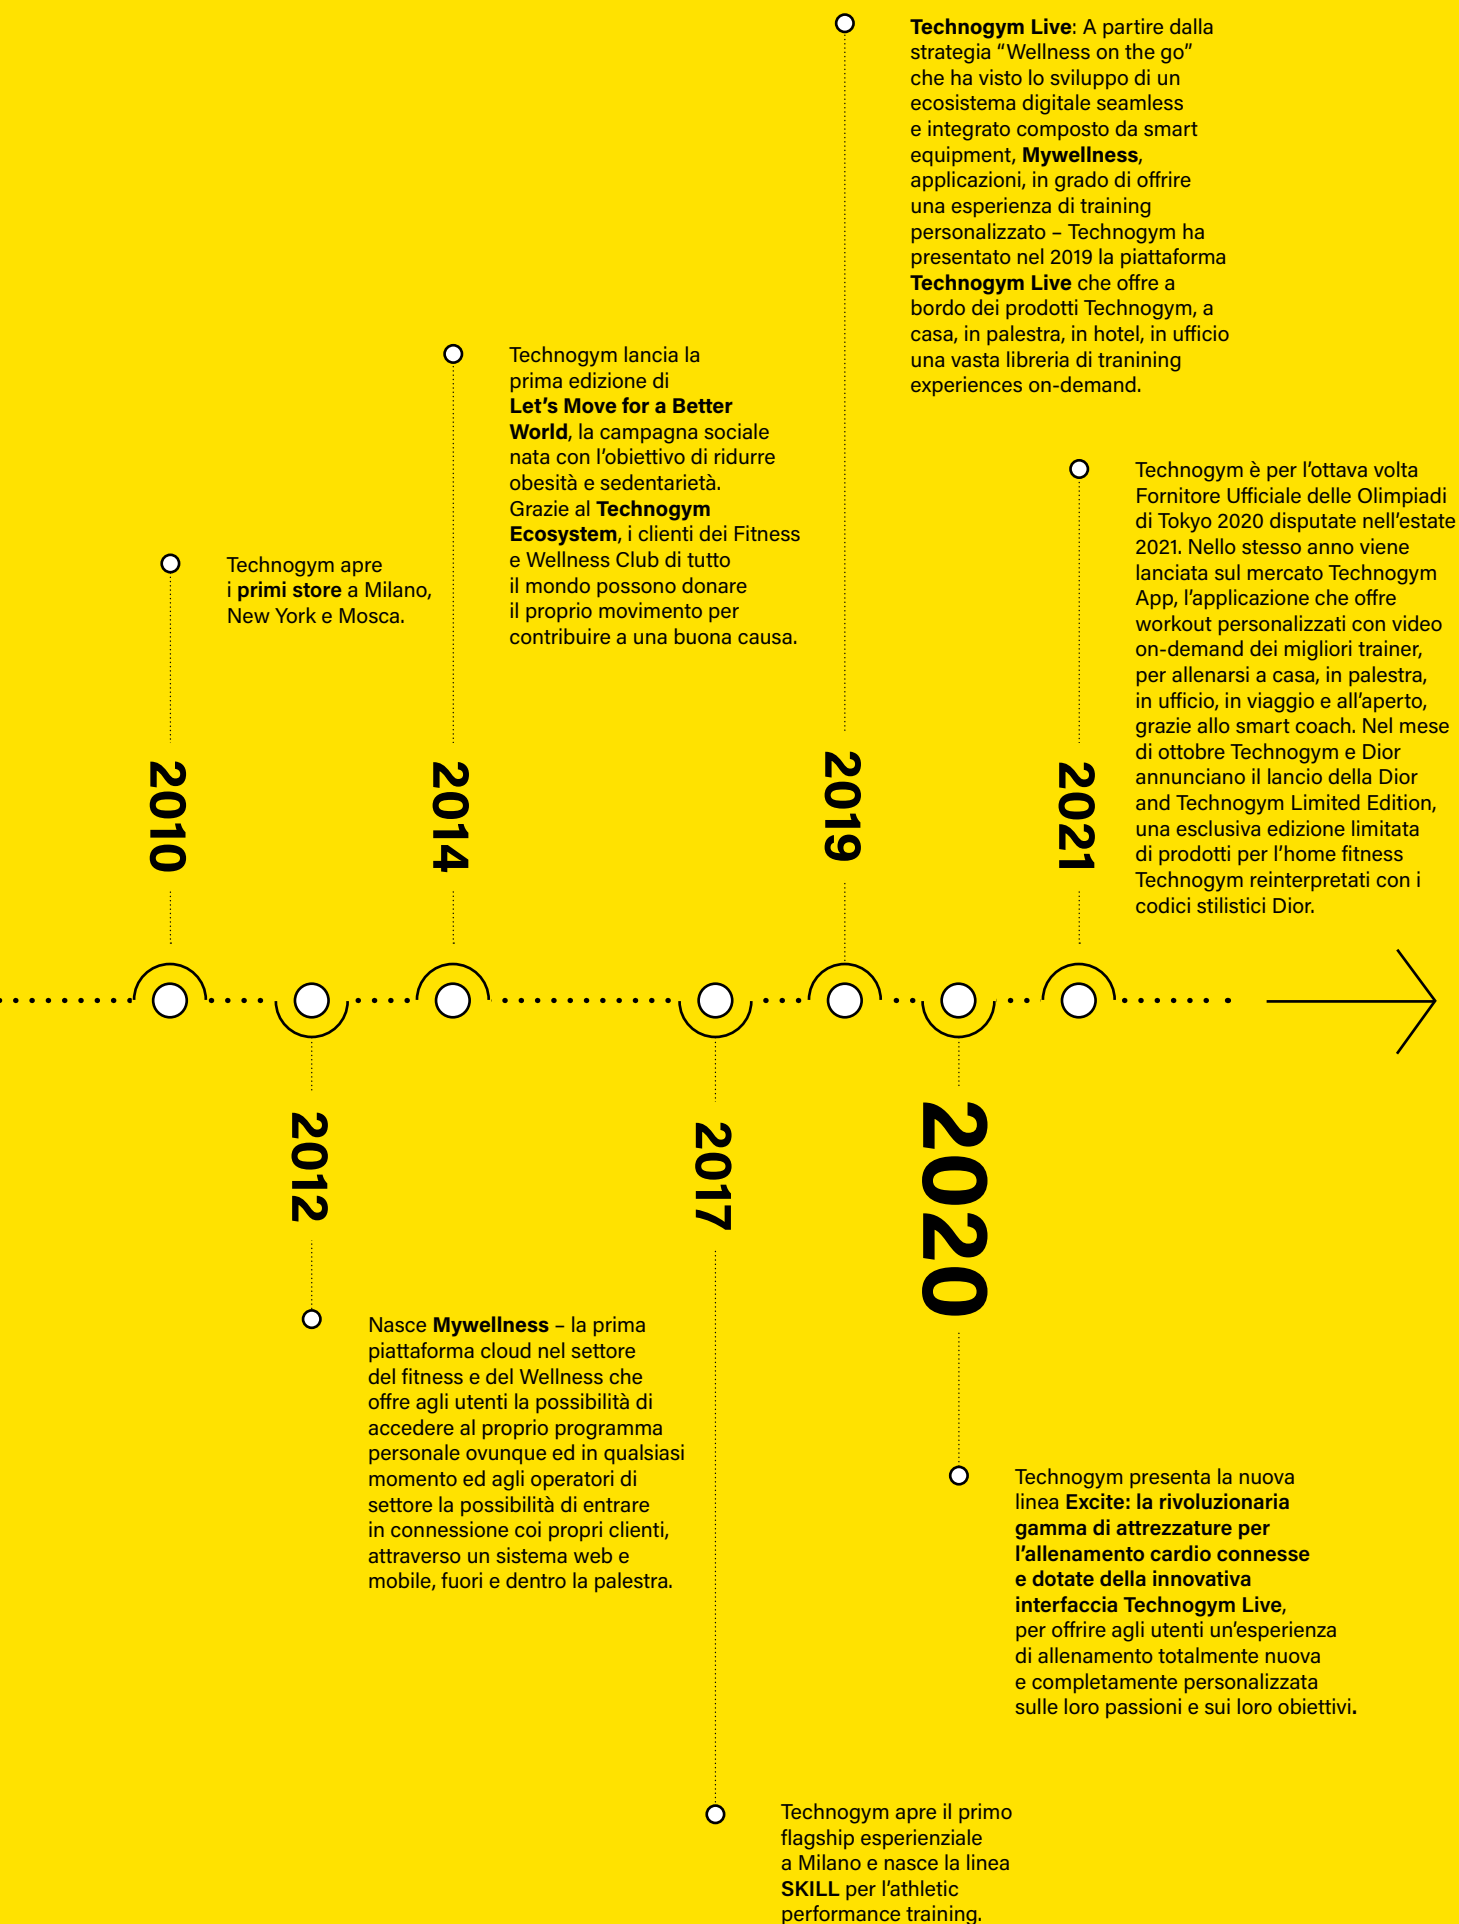 Technogym Live: A partire dalla
strategia “Wellness on the go”
che ha visto lo sviluppo di un
ecosistema digitale seamless
e integrato composto da smart
equipment, Mywellness,
applicazioni, in grado di offrire
una esperienza di training
personalizzato – Technogym ha
presentato nel 2019 la piattaforma
Technogym Live che offre a
bordo dei prodotti Technogym, a
casa, in palestra, in hotel, in ufficio
una vasta libreria di tranining
experiences on-demand.
Technogym lancia la
prima edizione di
Let’s Move for a Better
World, la campagna sociale
nata con l’obiettivo di ridurre
obesità e sedentarietà.
Grazie al Technogym
Ecosystem, i clienti dei Fitness
e Wellness Club di tutto
il mondo possono donare
il proprio movimento per
contribuire a una buona causa.
Technogym è per l’ottava volta
Fornitore Ufficiale delle Olimpiadi
di Tokyo 2020 disputate nell’estate
2021. Nello stesso anno viene
lanciata sul mercato Technogym
App, l’applicazione che offre
workout personalizzati con video
on-demand dei migliori trainer,
per allenarsi a casa, in palestra,
in ufficio, in viaggio e all’aperto,
grazie allo smart coach. Nel mese
di ottobre Technogym e Dior
annunciano il lancio della Dior
and Technogym Limited Edition,
una esclusiva edizione limitata
di prodotti per l’home fitness
Technogym reinterpretati con i
codici stilistici Dior.
Technogym apre
i primi store a Milano,
New York e Mosca.
2010
2014
2019
2021
2012
2017
2020
Nasce Mywellness – la prima
piattaforma cloud nel settore
del fitness e del Wellness che
offre agli utenti la possibilità di
accedere al proprio programma
personale ovunque ed in qualsiasi
momento ed agli operatori di
settore la possibilità di entrare
in connessione coi propri clienti,
attraverso un sistema web e
mobile, fuori e dentro la palestra.
Technogym presenta la nuova
linea Excite: la rivoluzionaria
gamma di attrezzature per
l’allenamento cardio connesse
e dotate della innovativa
interfaccia Technogym Live,
per offrire agli utenti un’esperienza
di allenamento totalmente nuova
e completamente personalizzata
sulle loro passioni e sui loro obiettivi.
Technogym apre il primo
flagship esperienziale
a Milano e nasce la linea
SKILL per l’athletic
performance training.